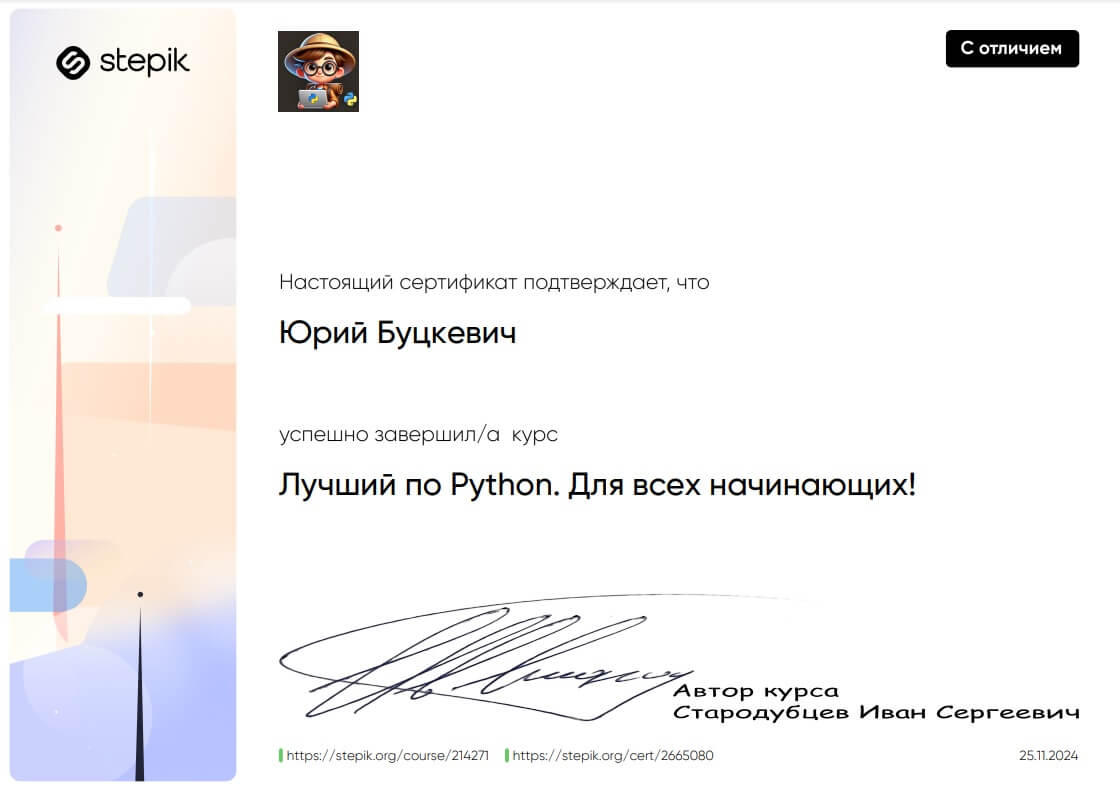 stepik
С отличием
Настоящий сертификат подтверждает, что
Юрий Буцкевич
успешно завершил/а курс
Лучший по Python. Для всех начинающих!
Автор курса
Стародубцев Иван Сергеевич
https://stepik.org/course/214271 https://stepik.org/cert/2665080 25.11.2024